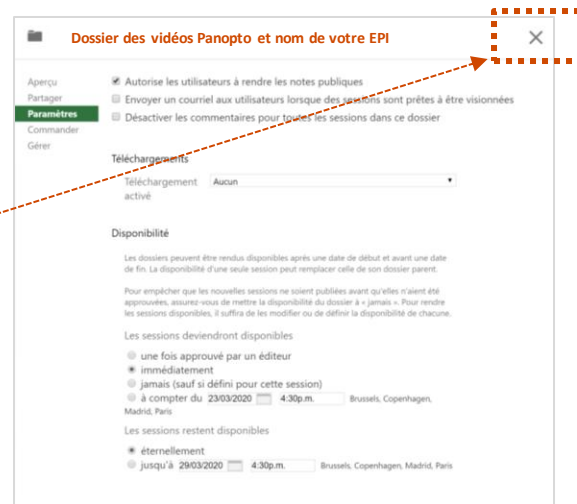 Dossier des vidéos Panopto et nom de votre EPI
Aperçu
Partager
Paramètres
Commander
Gérer
Autorise les utilisateurs à rendre les notes publiques
Envoyer un courriel aux utilisateurs lorsque des sessions sont prêtes à être visionnées
Désactiver les commentaires pour toutes les sessions dans ce dossier
Téléchargements
Téléchargement activé Aucun
Disponibilité
Les dossiers peuvent être rendus disponibles après une date de début et avant une date
de fin. La disponibilité d'une seule session peut remplacer celle de son dossier parent.
Pour empêcher que les nouvelles sessions ne soient publiées avant qu'elles n'aient été
approuvées, assurez-vous de mettre la disponibilité du dossier à « jamais ». Pour rendre
les sessions disponibles, il suffira de les modifier ou de définir la disponibilité de chacune.
Les sessions deviendront disponibles
une fois approuvé par un éditeur
immédiatement
jamais (sauf si défini pour cette session)
à compter du 23/03/2020 4:30p.m. Brussels, Copenhagen,
Madrid, Paris
Les sessions restent disponibles
éternellement
jusqu'à 29/03/2020 4:30p.m. Brussels, Copenhagen, Madrid, Paris